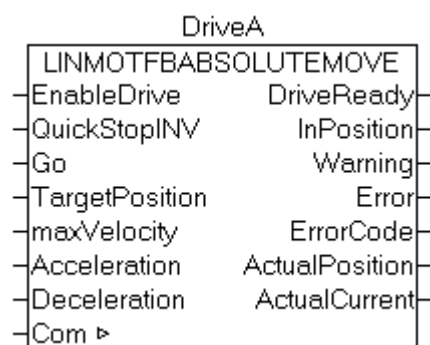 DriveA
LINMOTFBABSOLUTEMOVE
EnableDrive DriveReady
QuickStopINV InPosition
Go Warning
TargetPosition Error
maxVelocity ErrorCode
Acceleration ActualPosition
Deceleration ActualCurrent
Com ▹